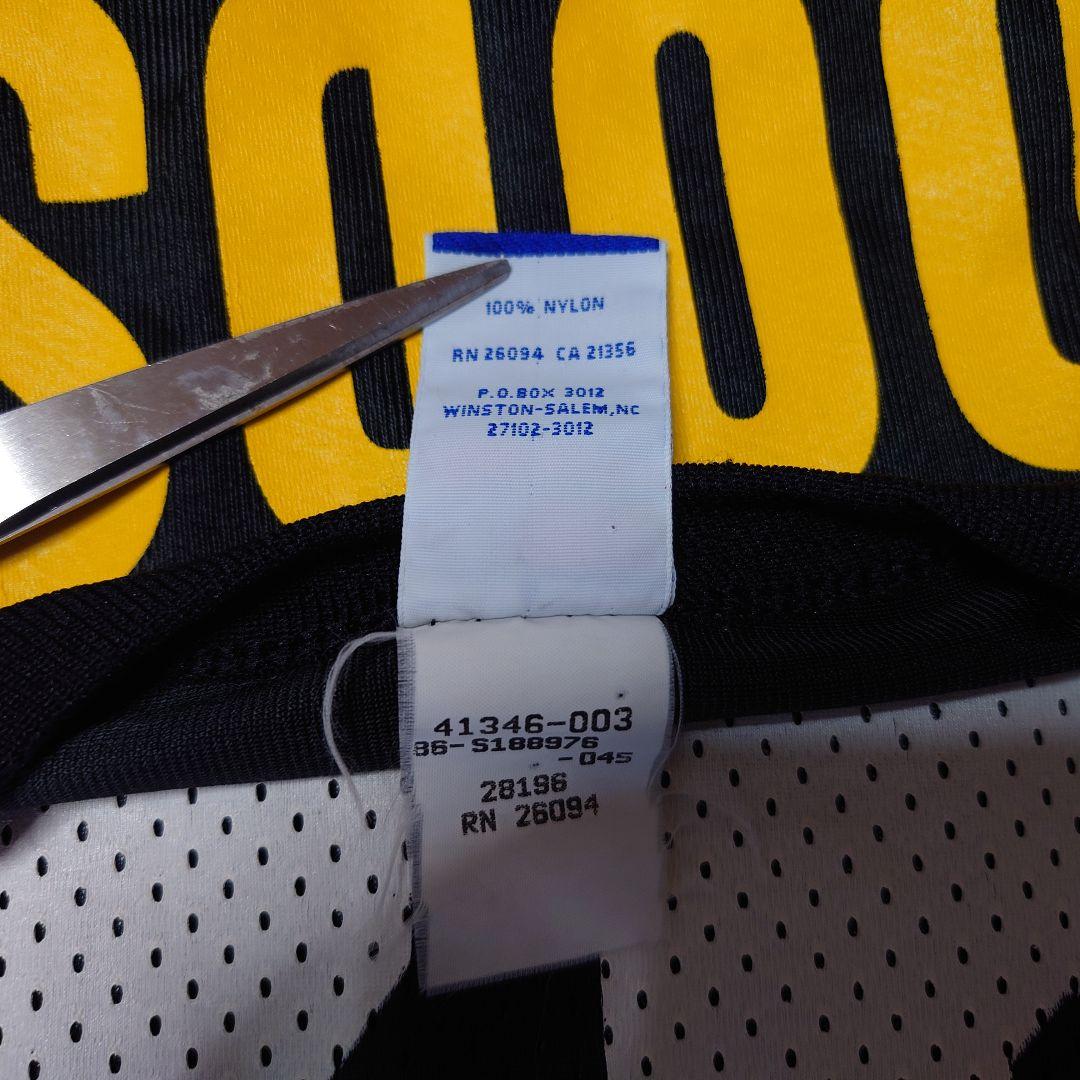 SOOO
100% NYLON
RN 26094 CA 21356
P.O.BOX 3012
WINSTON-SALEM,NC
27102-3012
41346-003
86-S188976
-045
28196
RN 26094